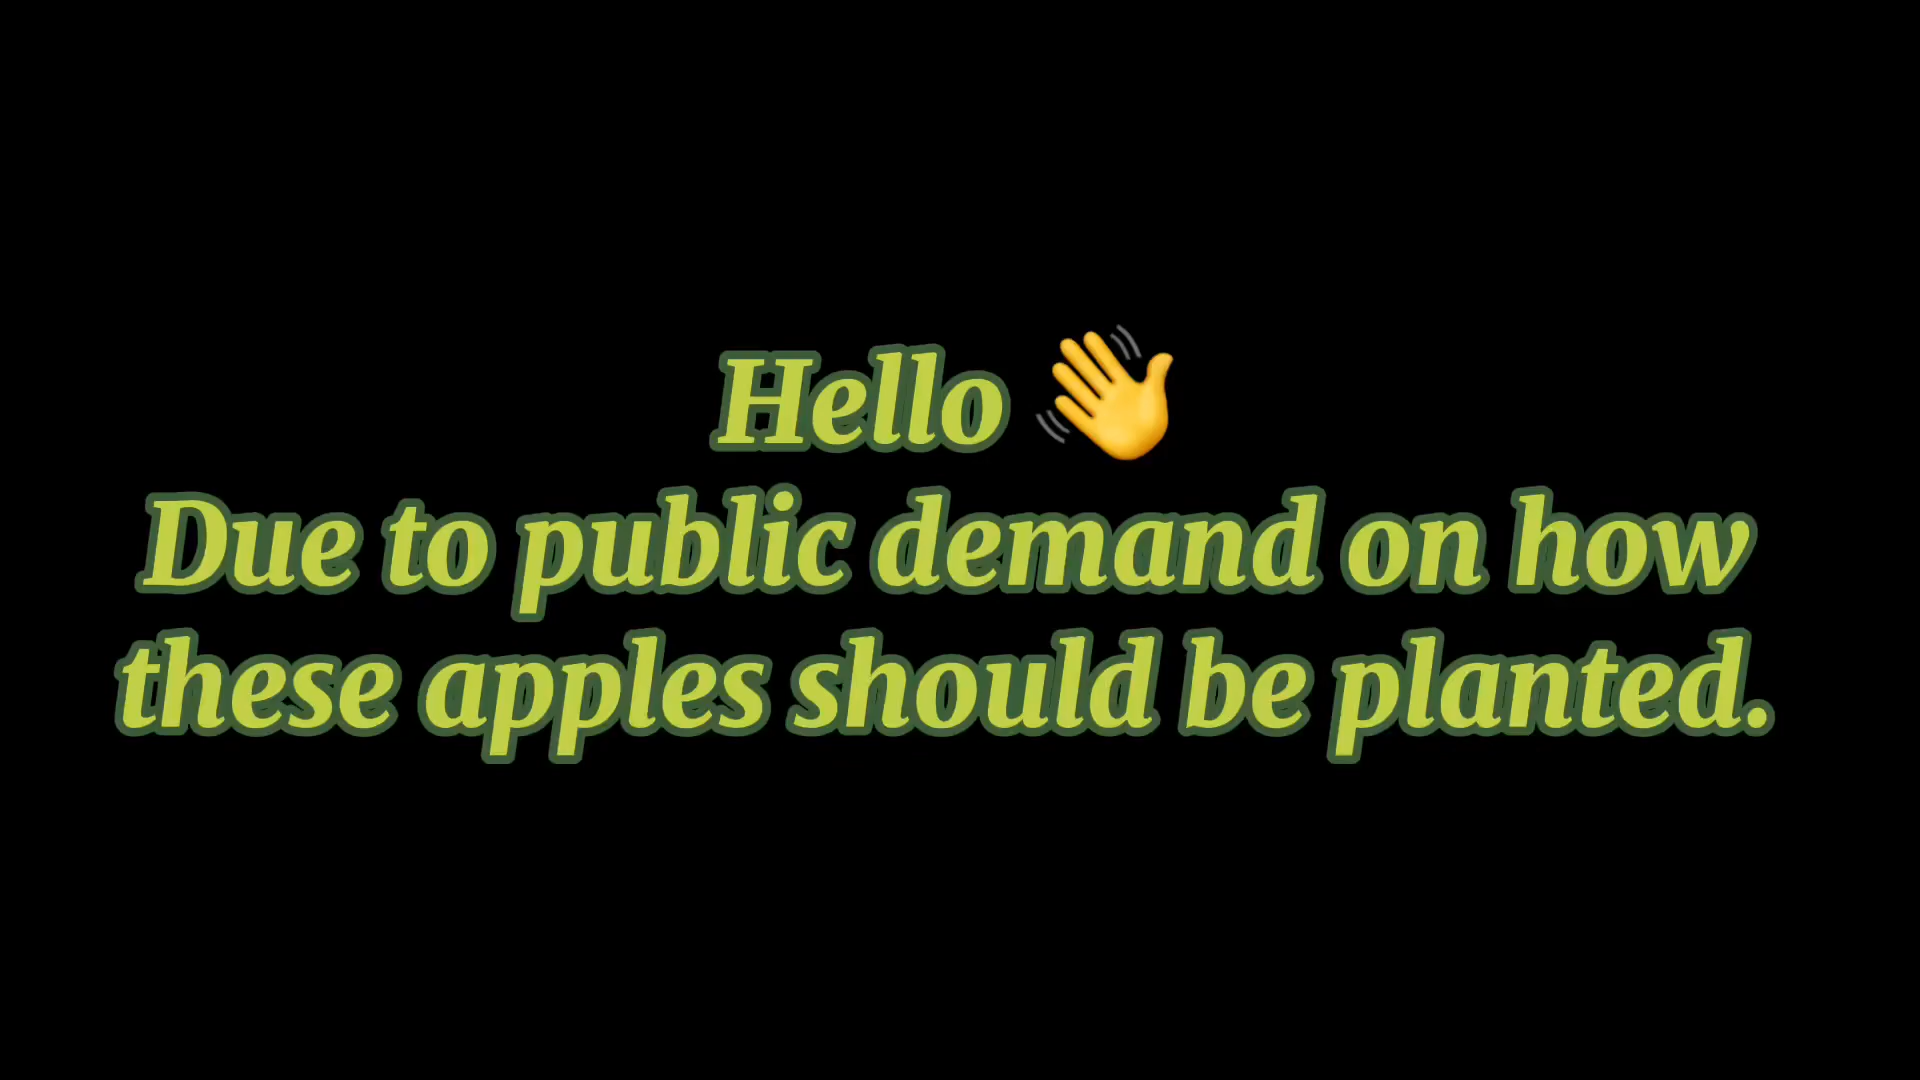 Hello 👋
Due to public demand on how
these apples should be planted.